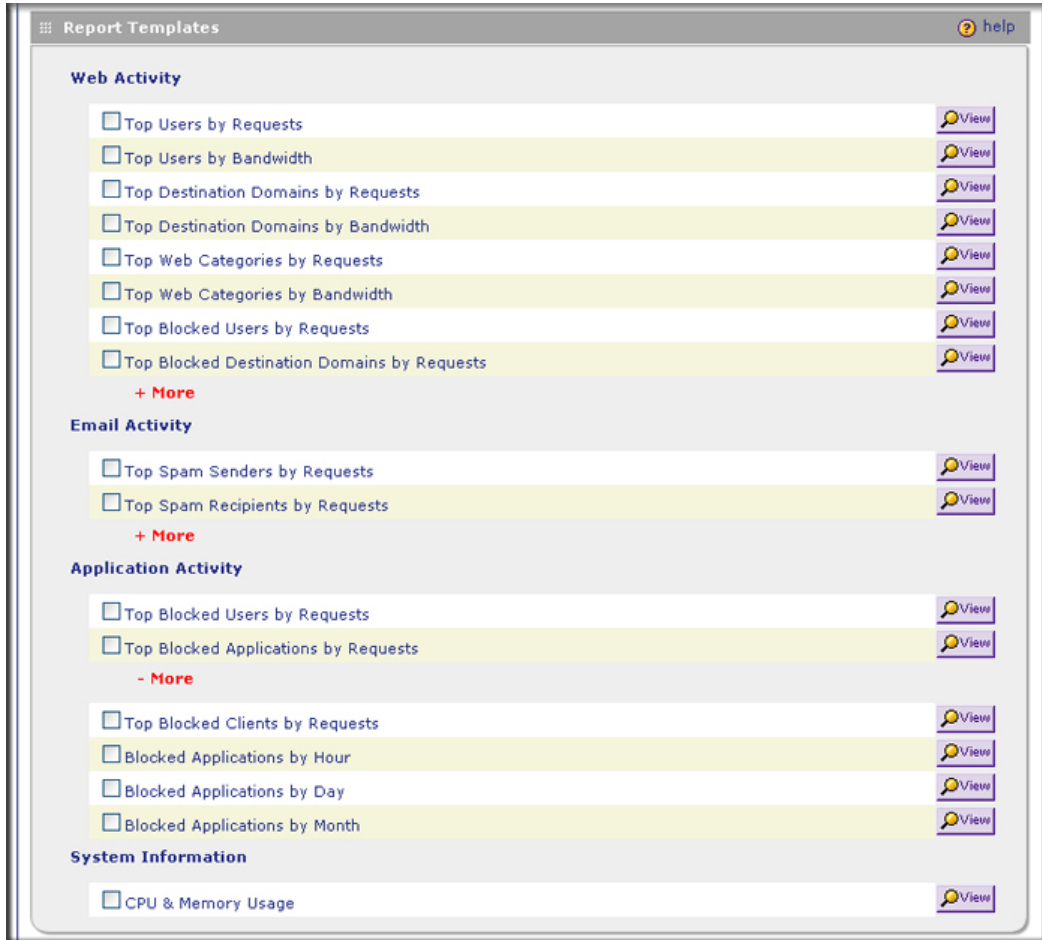 Report Templates
? help
Web Activity
Top Users by Requests View
Top Users by Bandwidth View
Top Destination Domains by Requests View
Top Destination Domains by Bandwidth View
Top Web Categories by Requests View
Top Web Categories by Bandwidth View
Top Blocked Users by Requests View
Top Blocked Destination Domains by Requests View
+ More
Email Activity
Top Spam Senders by Requests View
Top Spam Recipients by Requests View
+ More
Application Activity
Top Blocked Users by Requests View
Top Blocked Applications by Requests View
- More
Top Blocked Clients by Requests View
Blocked Applications by Hour View
Blocked Applications by Day View
Blocked Applications by Month View
System Information
CPU & Memory Usage View